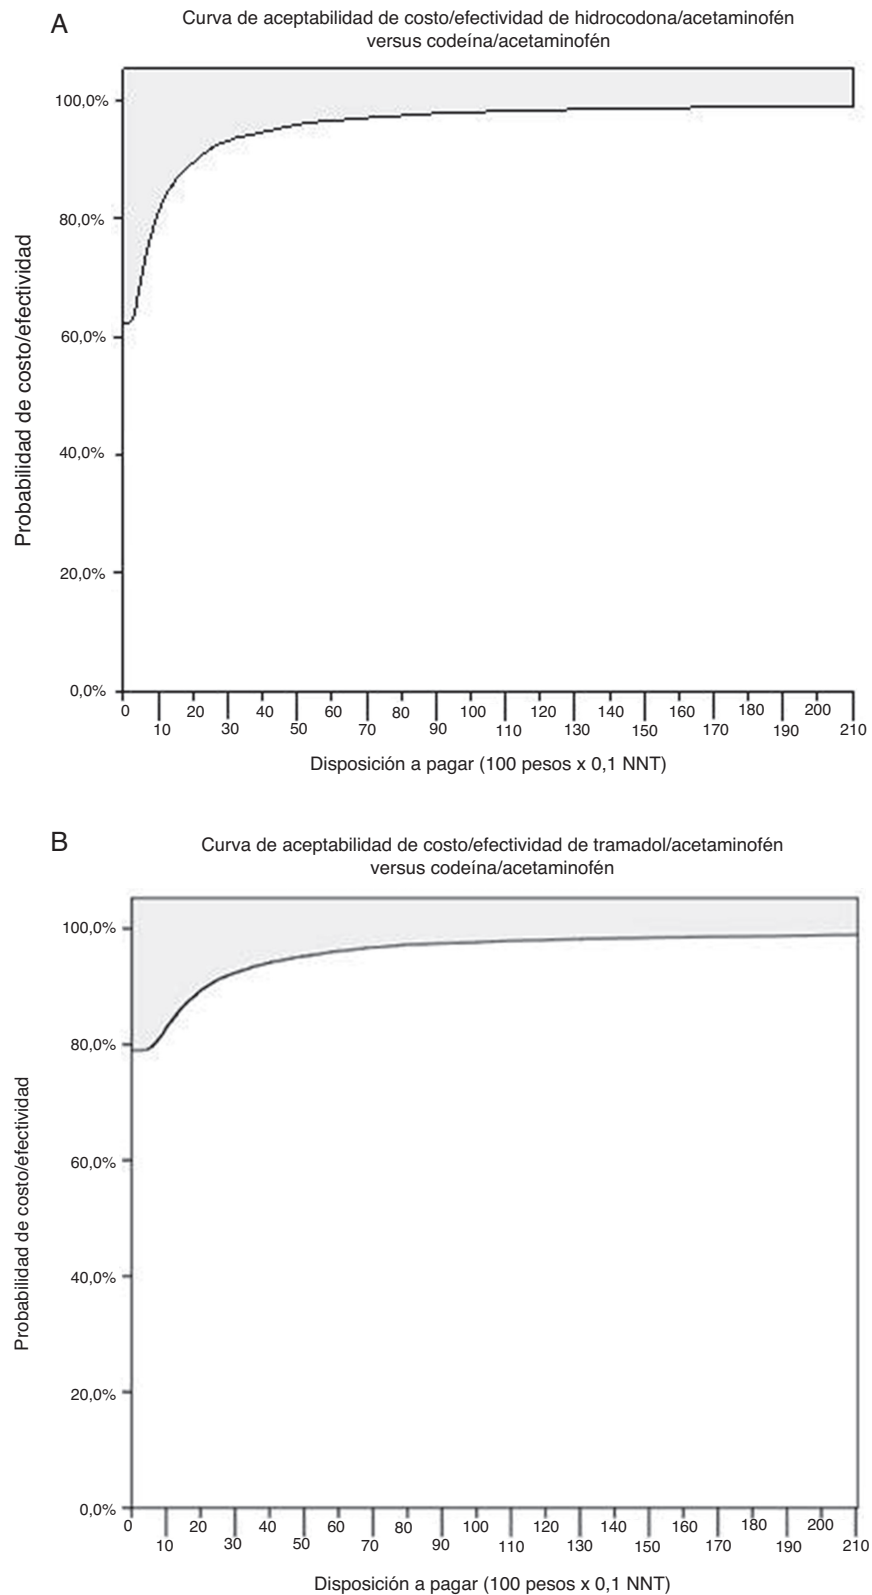 A
Curva de aceptabilidad de costo/efectividad de hidrocodona/acetaminofén
versus codeína/acetaminofén
Probabilidad de costo/efectividad
100,0%
80,0%
60,0%
40,0%
20,0%
0,0%
0 20 40 60 80 100 120 140 160 180 200
10 30 50 70 90 110 130 150 170 190 210
Disposición a pagar (100 pesos x 0,1 NNT)
B
Curva de aceptabilidad de costo/efectividad de tramadol/acetaminofén
versus codeína/acetaminofén
Probabilidad de costo/efectividad
100,0%
80,0%
60,0%
40,0%
20,0%
0,0%
0 20 40 60 80 100 120 140 160 180 200
10 30 50 70 90 110 130 150 170 190 210
Disposición a pagar (100 pesos x 0,1 NNT)